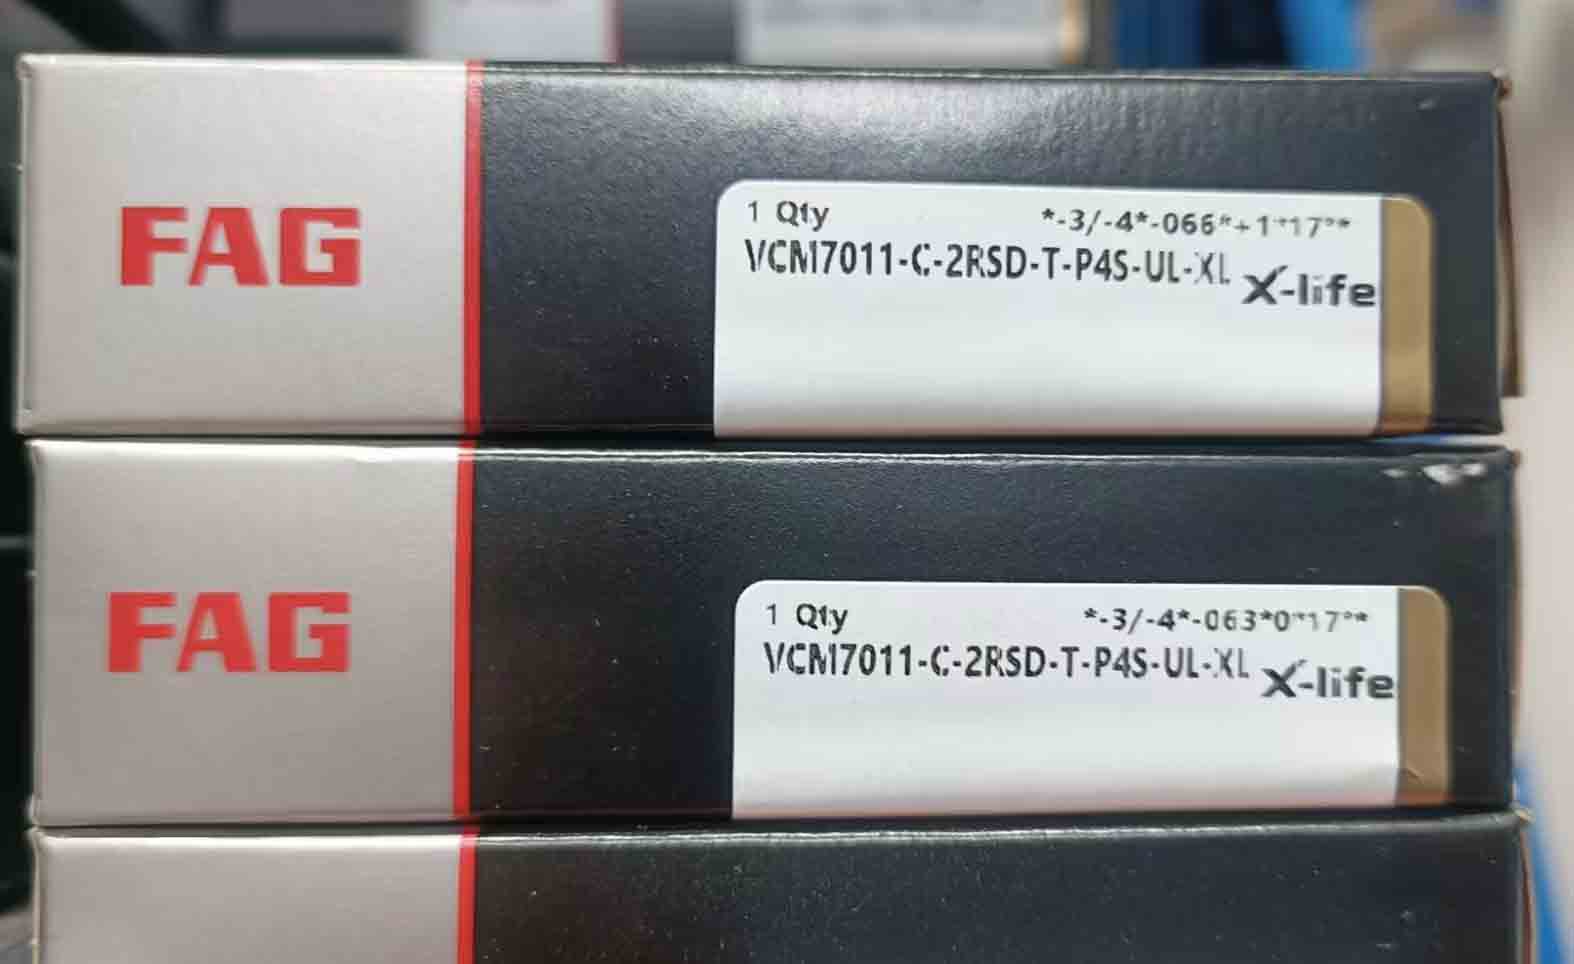 FAG
1 Qty *-3/-4*-066*+1*17**
VCM7011-C-2RSD-T-P4S-UL-XL
X-life
FAG
1 Qty *-3/-4*-063*0*17**
VCM7011-C-2RSD-T-P4S-UL-XL
X-life